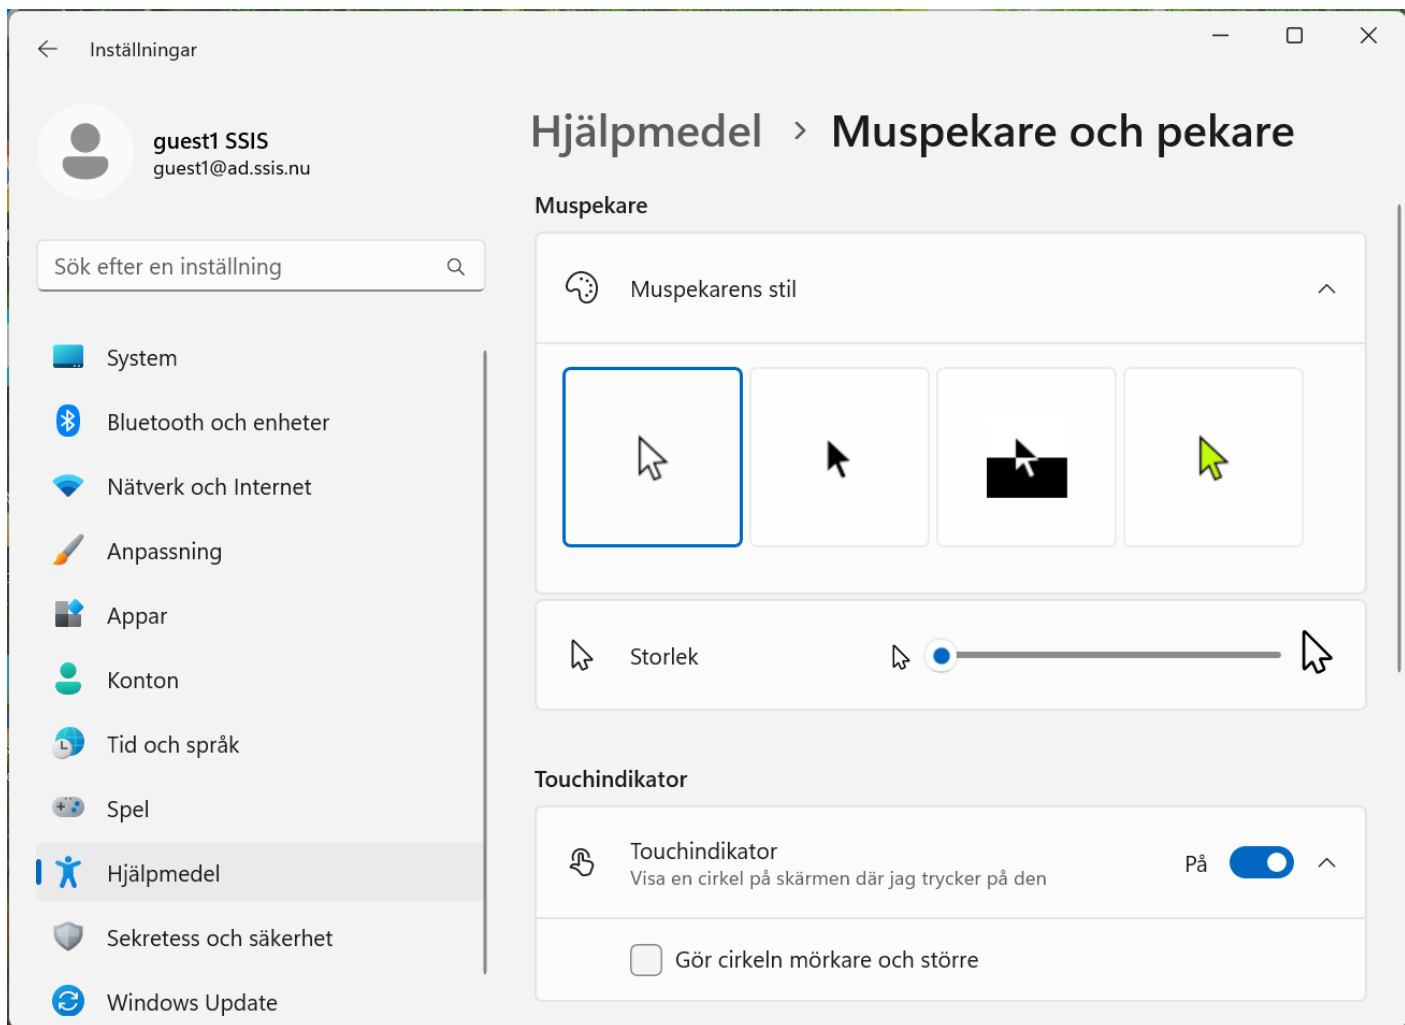 Inställningar
guest1 SSIS
guest1@ad.ssis.nu
Sök efter en inställning
System
Bluetooth och enheter
Nätverk och Internet
Anpassning
Appar
Konton
Tid och språk
Spel
Hjälpmedel
Sekretess och säkerhet
Windows Update
Hjälpmedel > Muspekare och pekare
Muspekare
Muspekarens stil
Storlek
Touchindikator
Touchindikator
Visa en cirkel på skärmen där jag trycker på den
På
Gör cirkeln mörkare och större